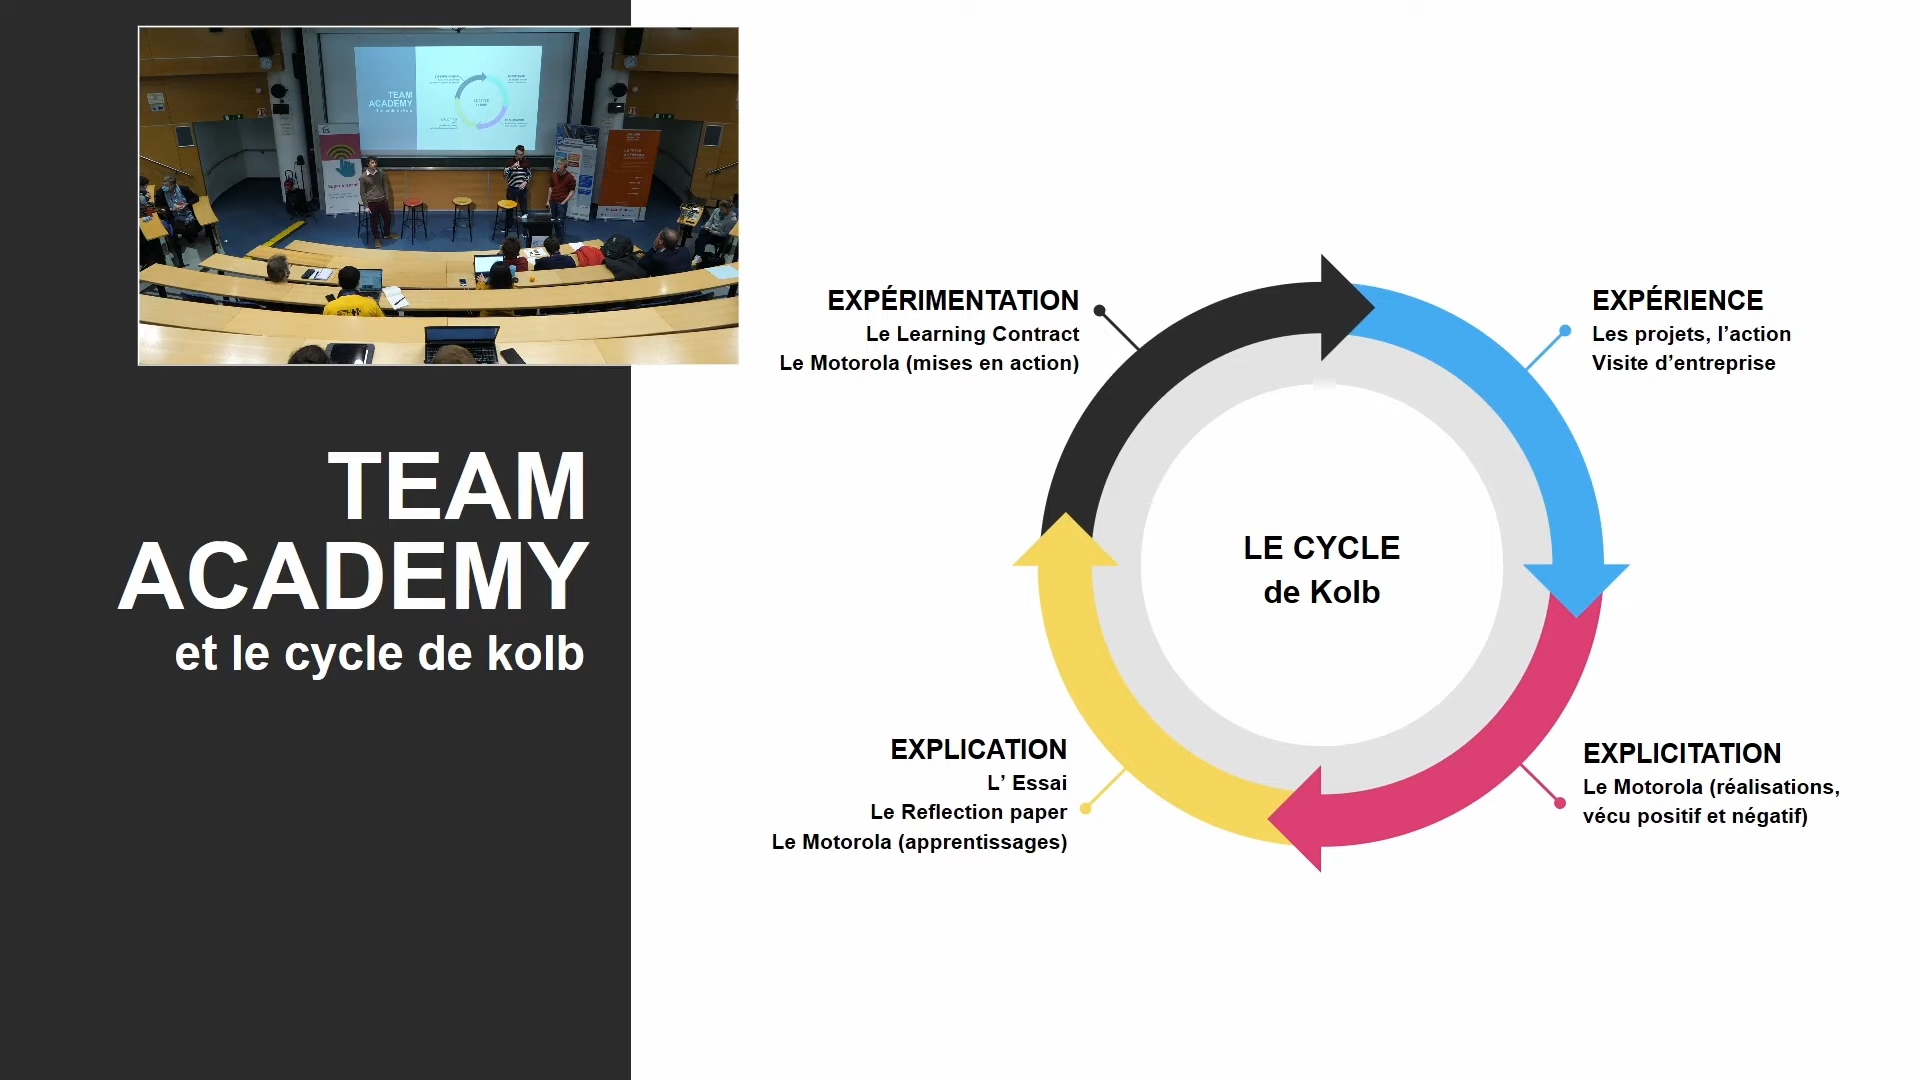 TEAM
ACADEMY
TEAM
ACADEMY
et le cycle de kolb
EXPÉRIMENTATION
Le Learning Contract
Le Motorola (mises en action)
EXPÉRIENCE
Les projets, l’action
Visite d’entreprise
LE CYCLE
de Kolb
EXPLICATION
L’ Essai
Le Reflection paper
Le Motorola (apprentissages)
EXPLICITATION
Le Motorola (réalisations,
vécu positif et négatif)